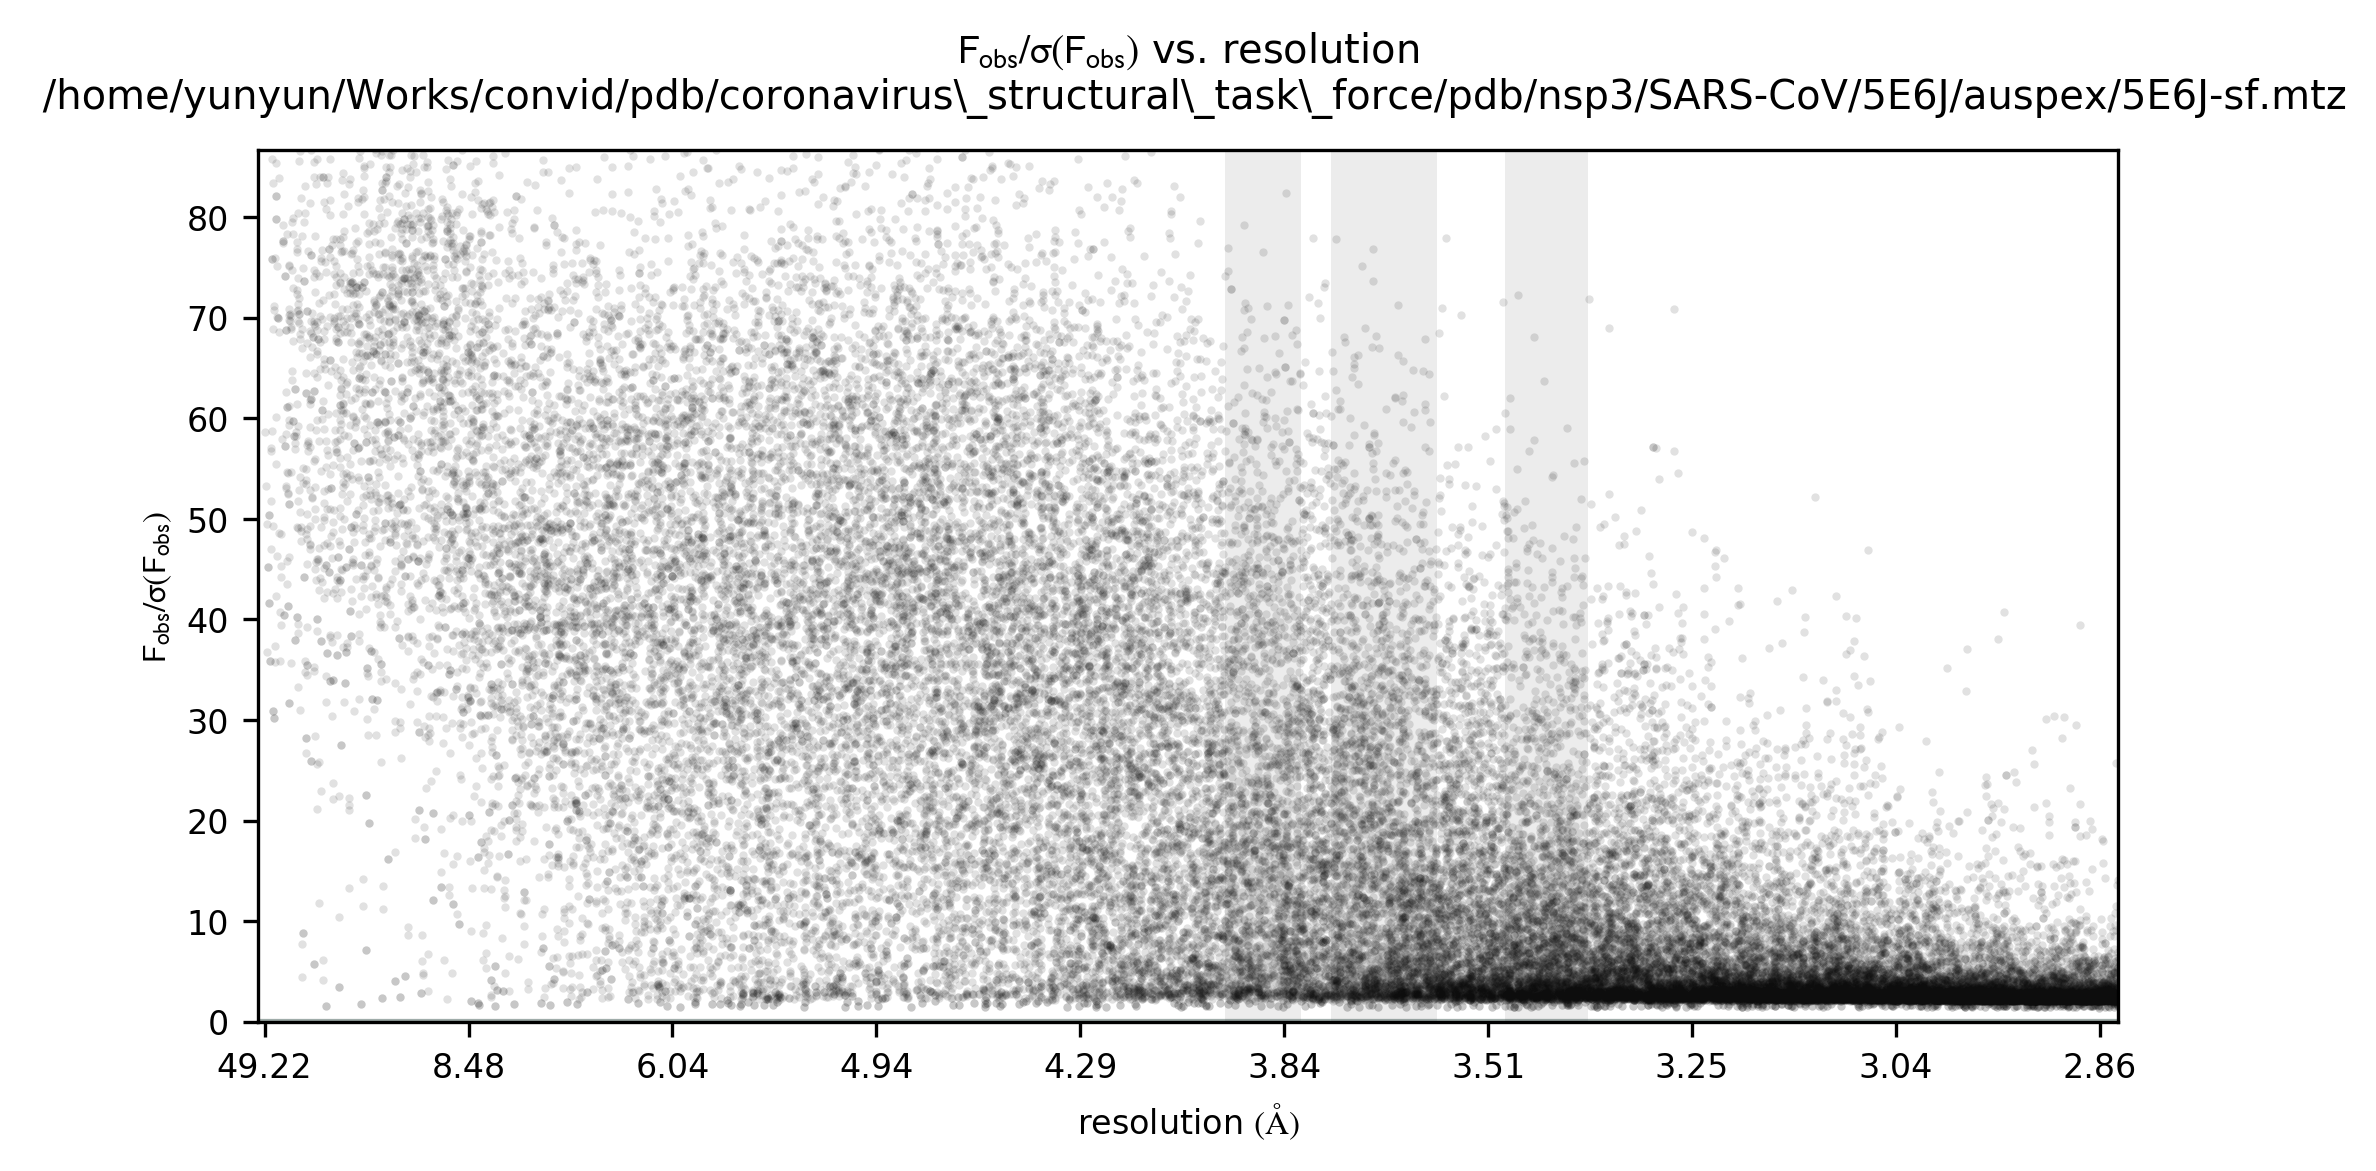 Fobs/σ(Fobs) vs. resolution
/home/yunyun/Works/convid/pdb/coronavirus\_structural\_task\_force/pdb/nsp3/SARS-CoV/5E6J/auspex/5E6J-sf.mtz
Fobs/σ(Fobs)
80
70
60
50
40
30
20
10
0
49.22 8.48 6.04 4.94 4.29 3.84 3.51 3.25 3.04 2.86
resolution (Å)